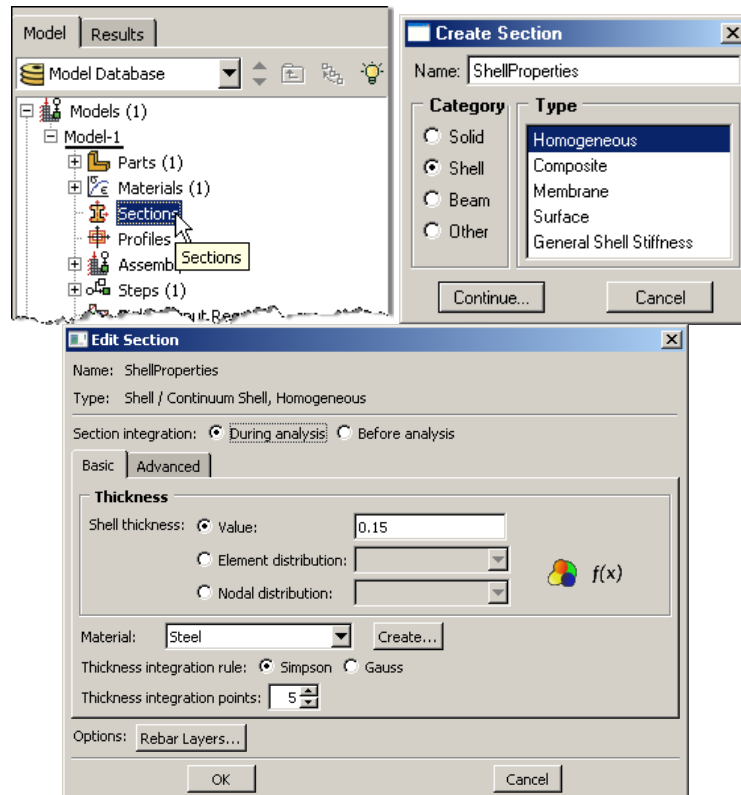 Model Results
Model Database
Models (1)
Model-1
Parts (1)
Materials (1)
Sections
Profiles
Sections
Assemb
Steps (1)
Create Section
Name: ShellProperties
Category Type
Solid
Shell
Beam
Other
Homogeneous
Composite
Membrane
Surface
General Shell Stiffness
Continue... Cancel
Edit Section
Name: ShellProperties
Type: Shell / Continuum Shell, Homogeneous
Section integration: During analysis Before analysis
Basic Advanced
Thickness
Shell thickness: Value: 0.15
Element distribution:
Nodal distribution:
f(x)
Material: Steel Create...
Thickness integration rule: Simpson Gauss
Thickness integration points: 5
Options: Rebar Layers...
OK Cancel